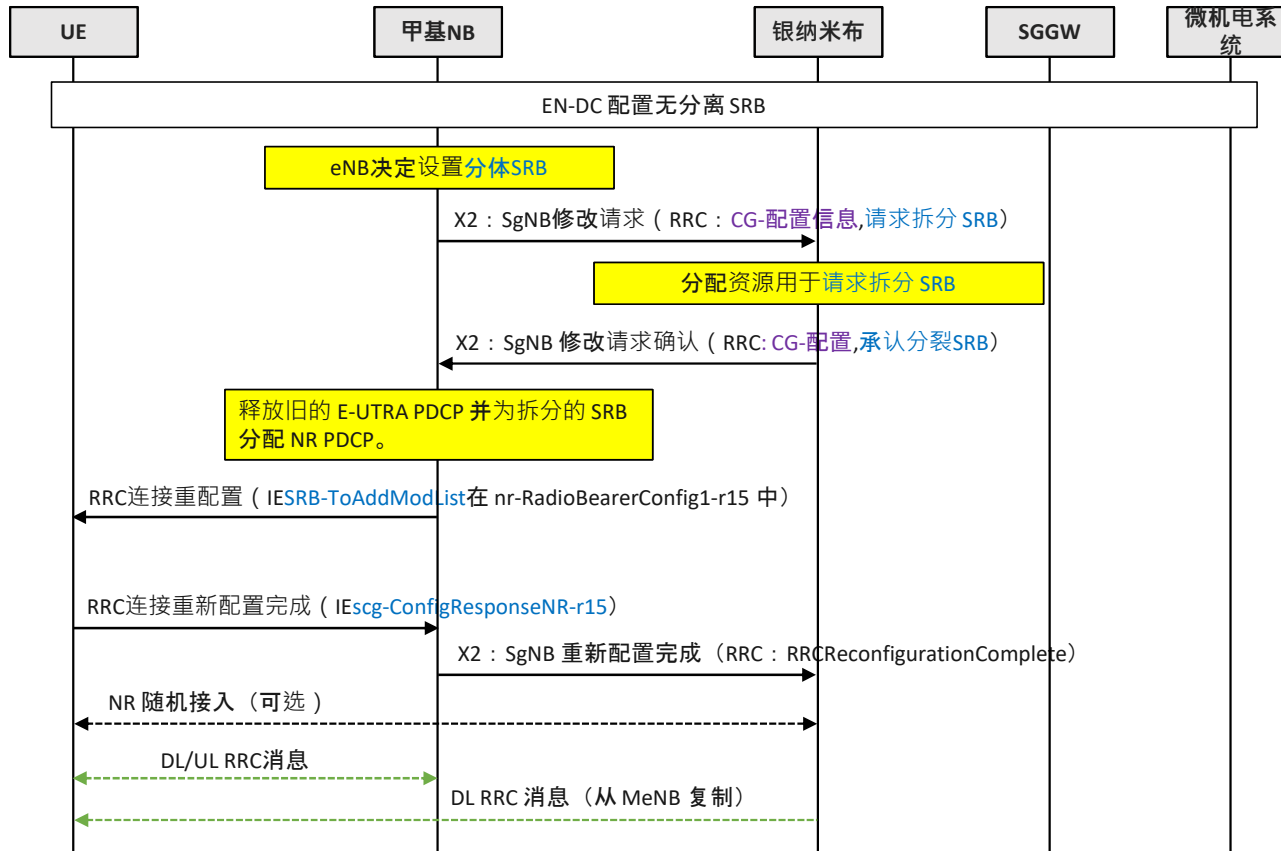 UE
甲基NB
银纳米布
SGGW
微机电系
统
EN-DC 配置无分离 SRB
eNB决定设置分体SRB
X2：SgNB修改请求（RRC：CG-配置信息,请求拆分 SRB）
分配资源用于请求拆分 SRB
X2：SgNB 修改请求确认（RRC: CG-配置,承认分裂SRB）
释放旧的 E-UTRA PDCP 并为拆分的 SRB
分配 NR PDCP。
RRC连接重配置（IESRB-ToAddModList在 nr-RadioBearerConfig1-r15 中）
RRC连接重新配置完成（IEscg-ConfigResponseNR-r15）
X2：SgNB 重新配置完成（RRC：RRCReconfigurationComplete）
NR 随机接入（可选）
DL/UL RRC消息
DL RRC 消息（从 MeNB 复制）